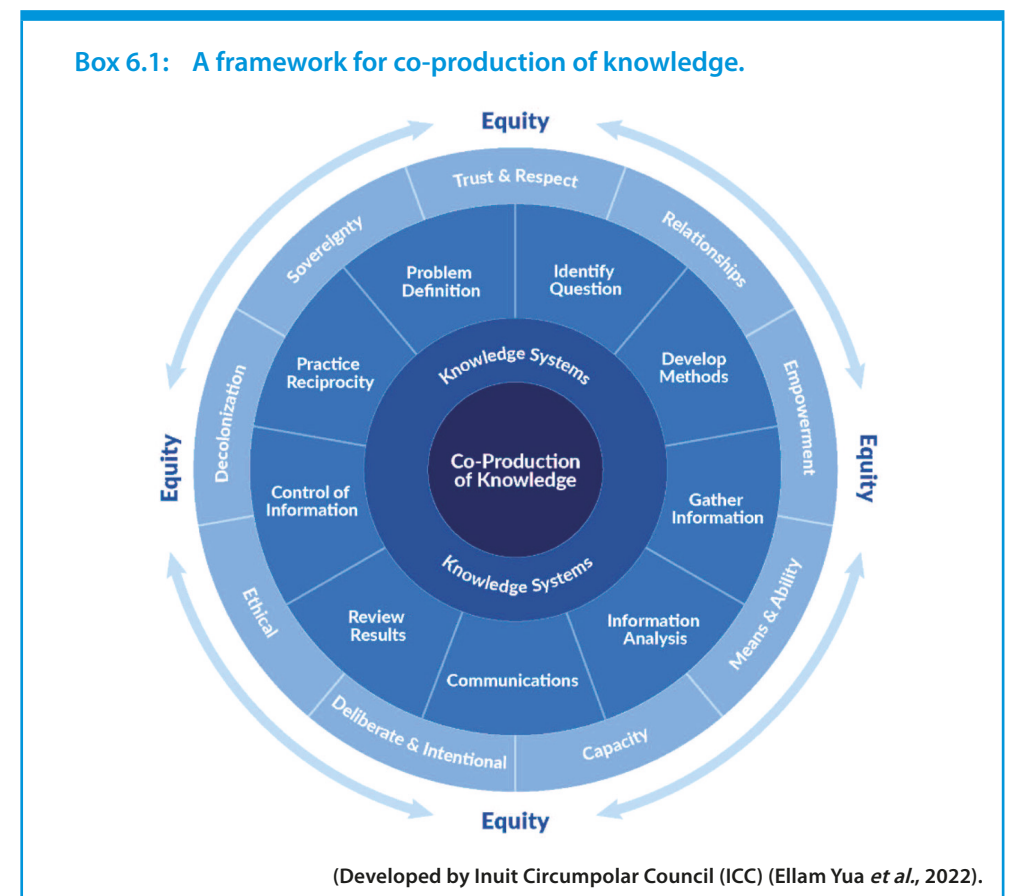 Box 6.1: A framework for co-production of knowledge.
Equity
Trust & Respect
Relationships
Empowerment
Means & Ability
Capacity
Deliberate & Intentional
Ethical
Decolonization
Sovereignty
Equity
Equity
Equity
Problem
Definition
Identify
Question
Develop
Methods
Gather
Information
Information
Analysis
Communications
Review
Results
Control of
Information
Practice
Reciprocity
Knowledge Systems
Co-Production
of Knowledge
Knowledge Systems
(Developed by Inuit Circumpolar Council (ICC) (Ellam Yua et al., 2022).